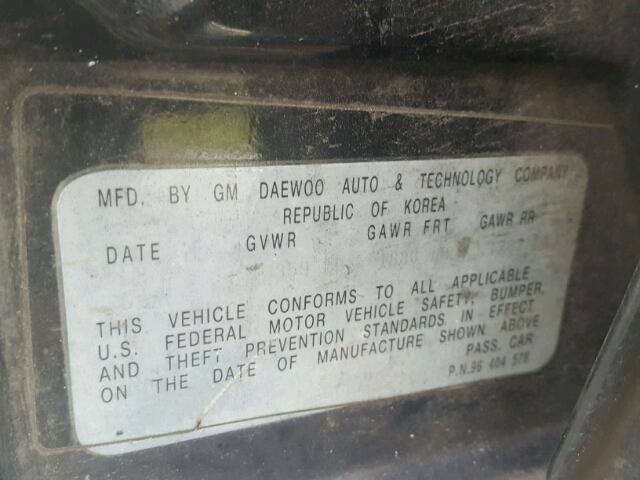 MFD. BY GM DAEWOO AUTO & TECHNOLOGY COMPANY
REPUBLIC OF KOREA
DATE GVWR GAWR FRT GAWR RR
THIS VEHICLE CONFORMS TO ALL APPLICABLE
U.S. FEDERAL MOTOR VEHICLE SAFETY, BUMPER,
AND THEFT PREVENTION STANDARDS IN EFFECT
ON THE DATE OF MANUFACTURE SHOWN ABOVE
PASS. CAR
P.N.96 404 578